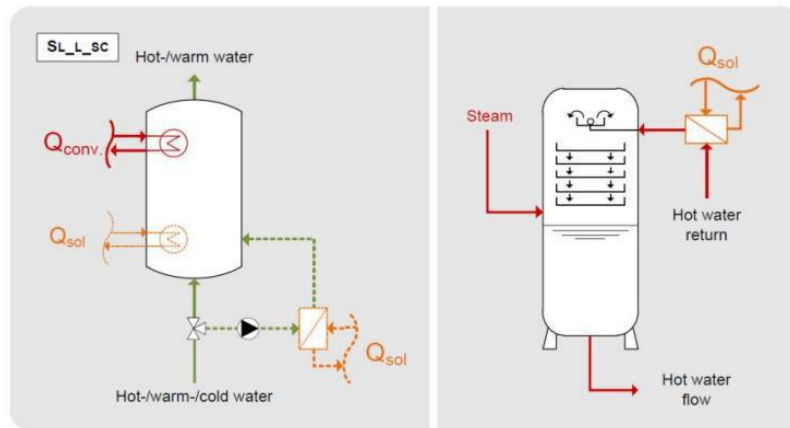 SL_L_SC
Hot-/warm water
Qconv.
Qsol
Qsol
Hot-/warm-/cold water
Qsol
Steam
Hot water
return
Hot water
flow